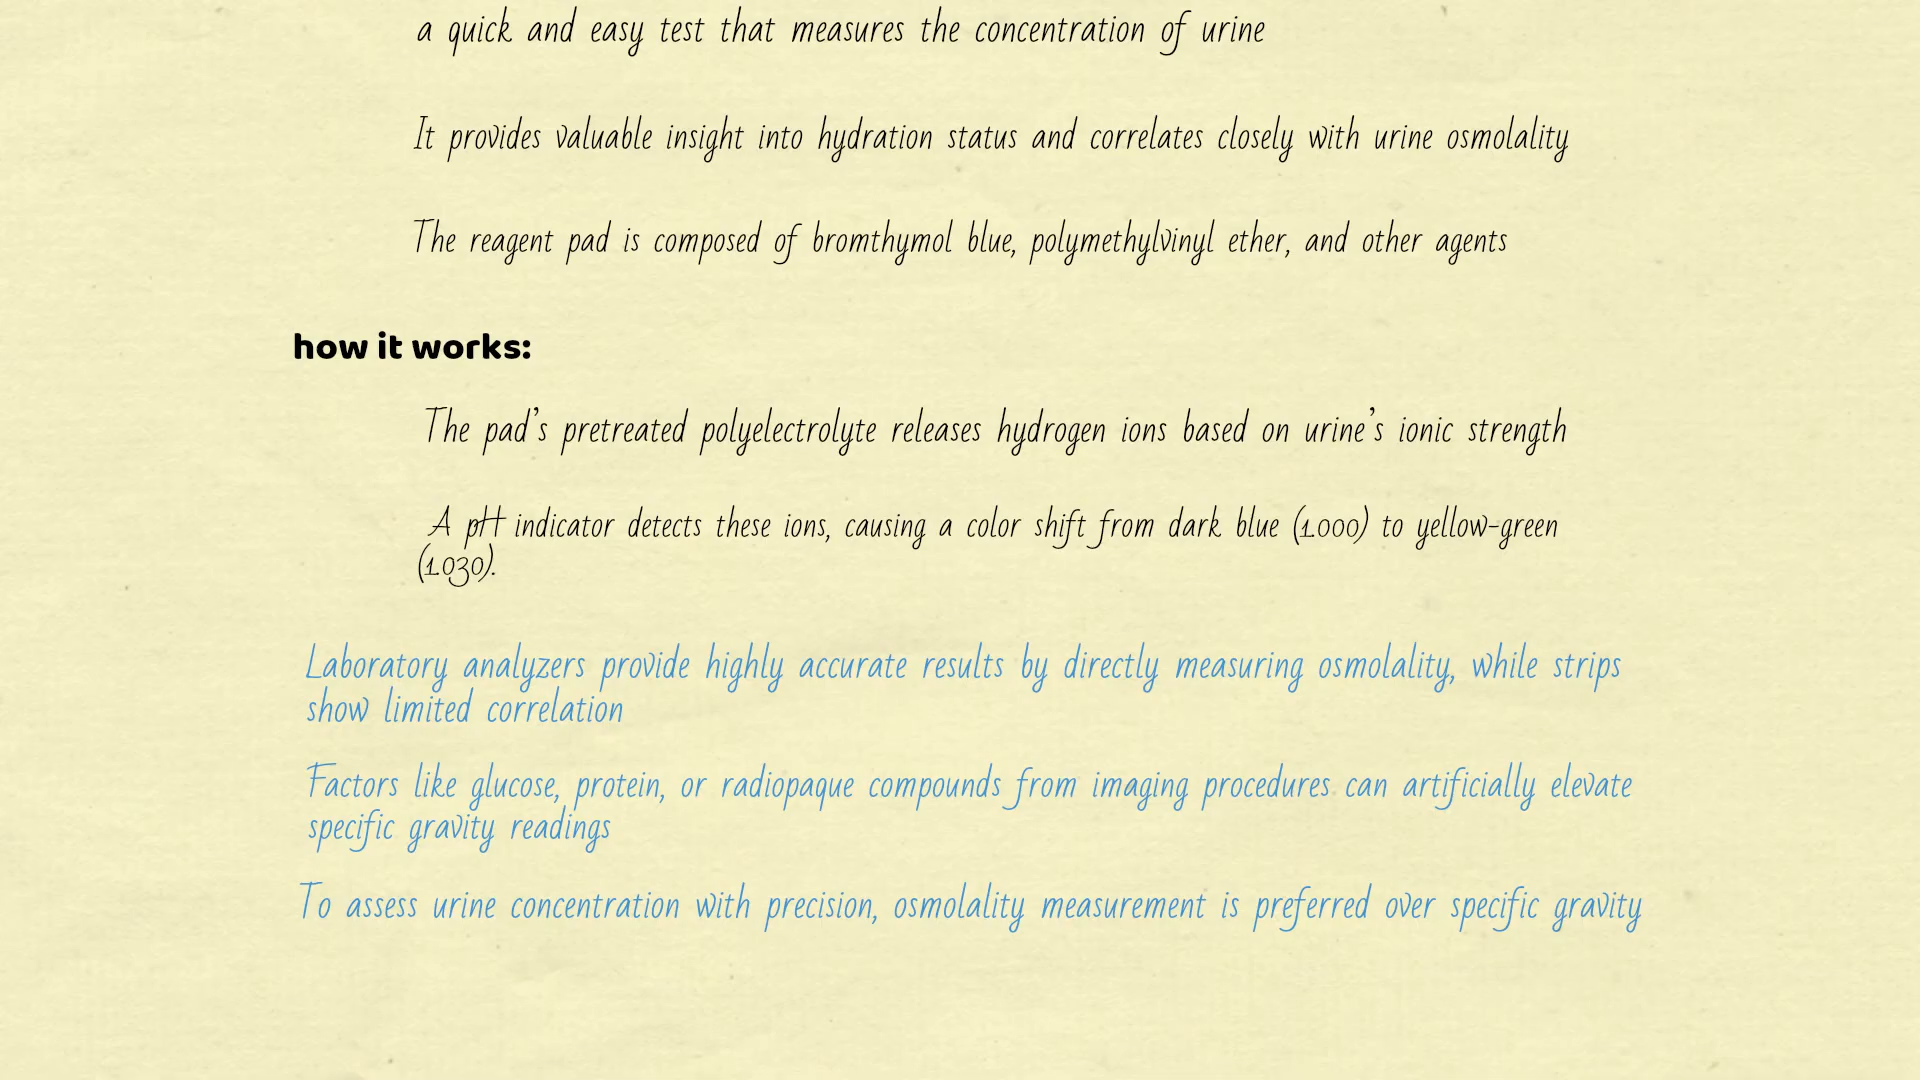 a quick and easy test that measures the concentration of urine
It provides valuable insight into hydration status and correlates closely with urine osmolality
The reagent pad is composed of bromthymol blue, polymethylvinyl ether, and other agents
how it works:
The pad’s pretreated polyelectrolyte releases hydrogen ions based on urine’s ionic strength
A pH indicator detects these ions, causing a color shift from dark blue (1.000) to yellow-green
(1.030).
Laboratory analyzers provide highly accurate results by directly measuring osmolality, while strips
show limited correlation
Factors like glucose, protein, or radiopaque compounds from imaging procedures can artificially elevate
specific gravity readings
To assess urine concentration with precision, osmolality measurement is preferred over specific gravity